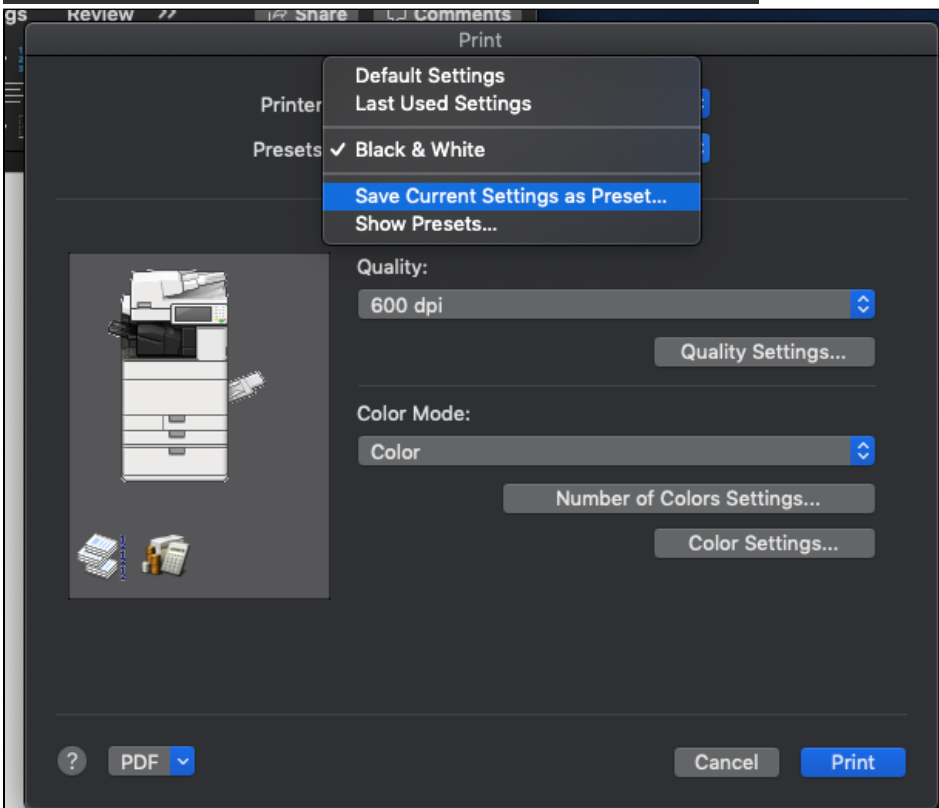 gs Review >> Share Comments
Print
Default Settings
Last Used Settings
Printer
Presets ✓ Black & White
Save Current Settings as Preset...
Show Presets...
Quality:
600 dpi
Quality Settings...
Color Mode:
Color
Number of Colors Settings...
Color Settings...
? PDF
Cancel Print